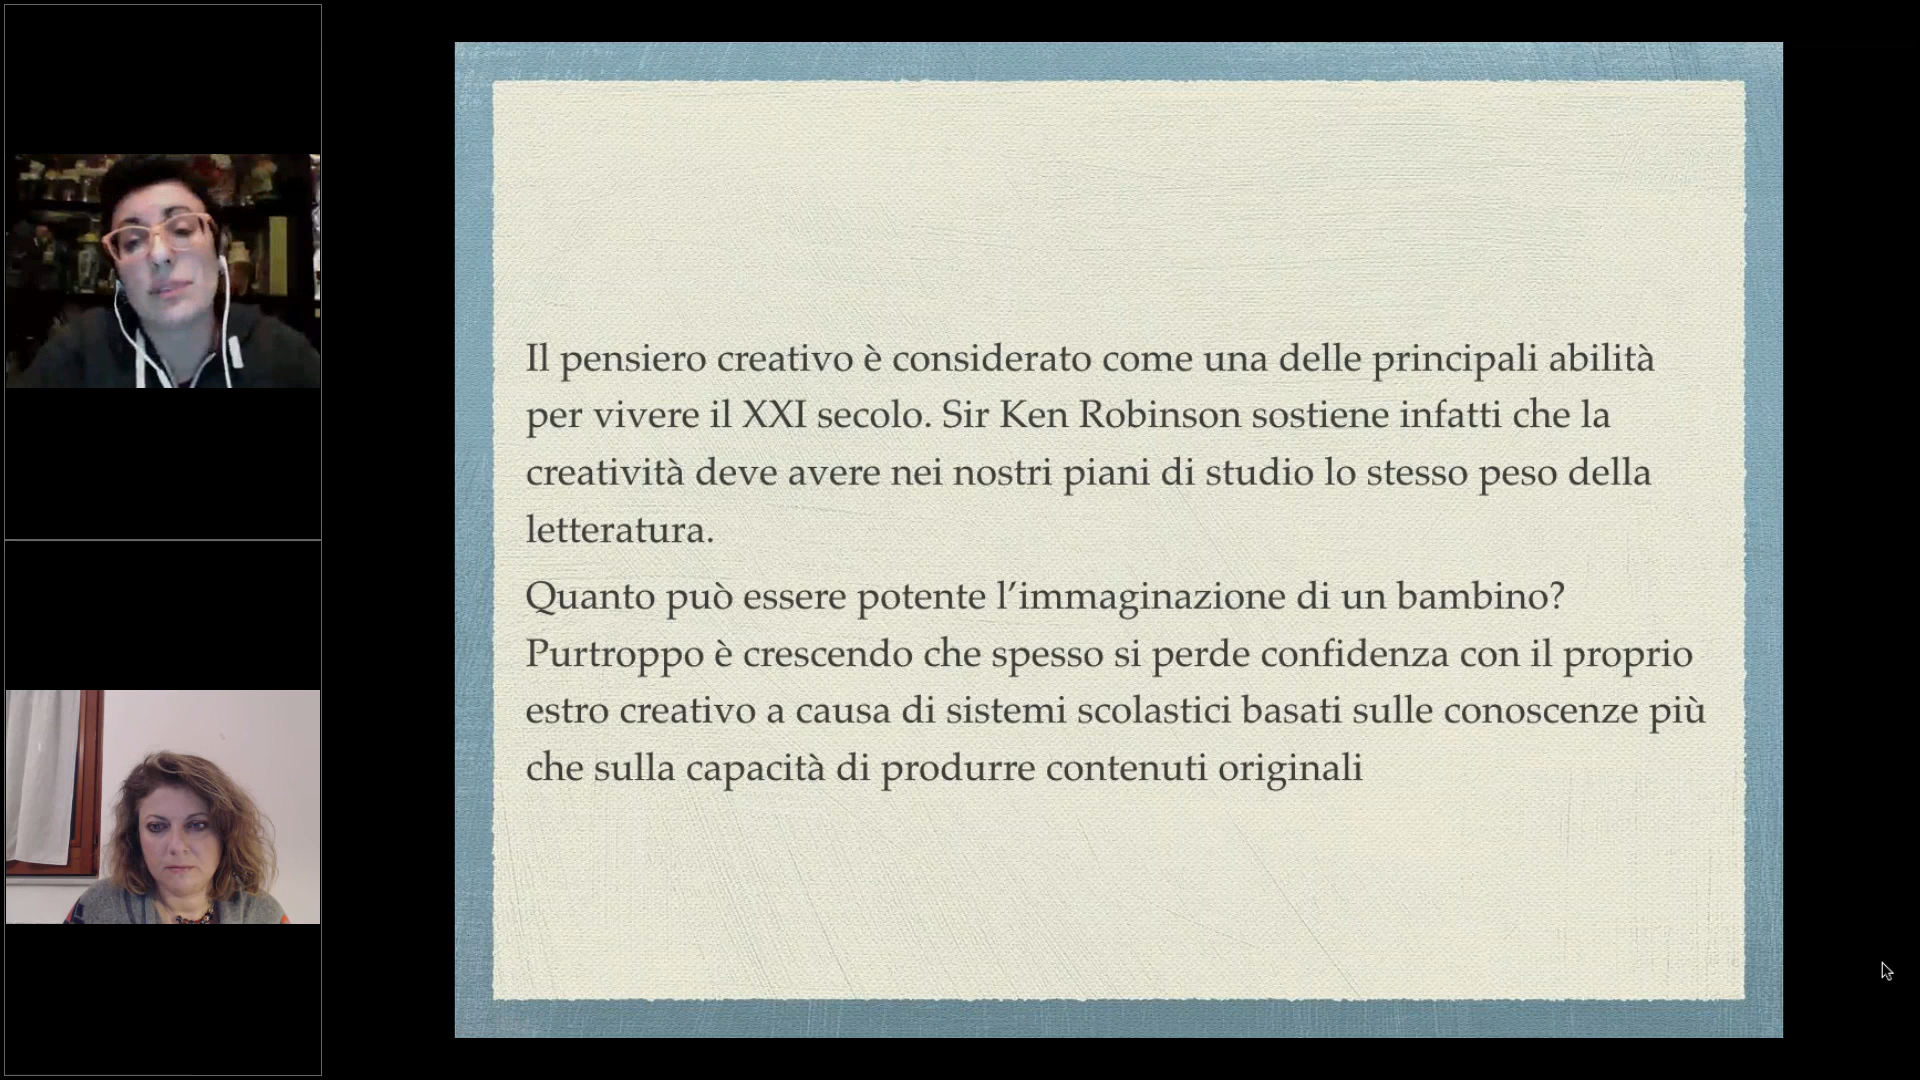 Il pensiero creativo è considerato come una delle principali abilità
per vivere il XXI secolo. Sir Ken Robinson sostiene infatti che la
creatività deve avere nei nostri piani di studio lo stesso peso della
letteratura.
Quanto può essere potente l’immaginazione di un bambino?
Purtroppo è crescendo che spesso si perde confidenza con il proprio
estro creativo a causa di sistemi scolastici basati sulle conoscenze più
che sulla capacità di produrre contenuti originali